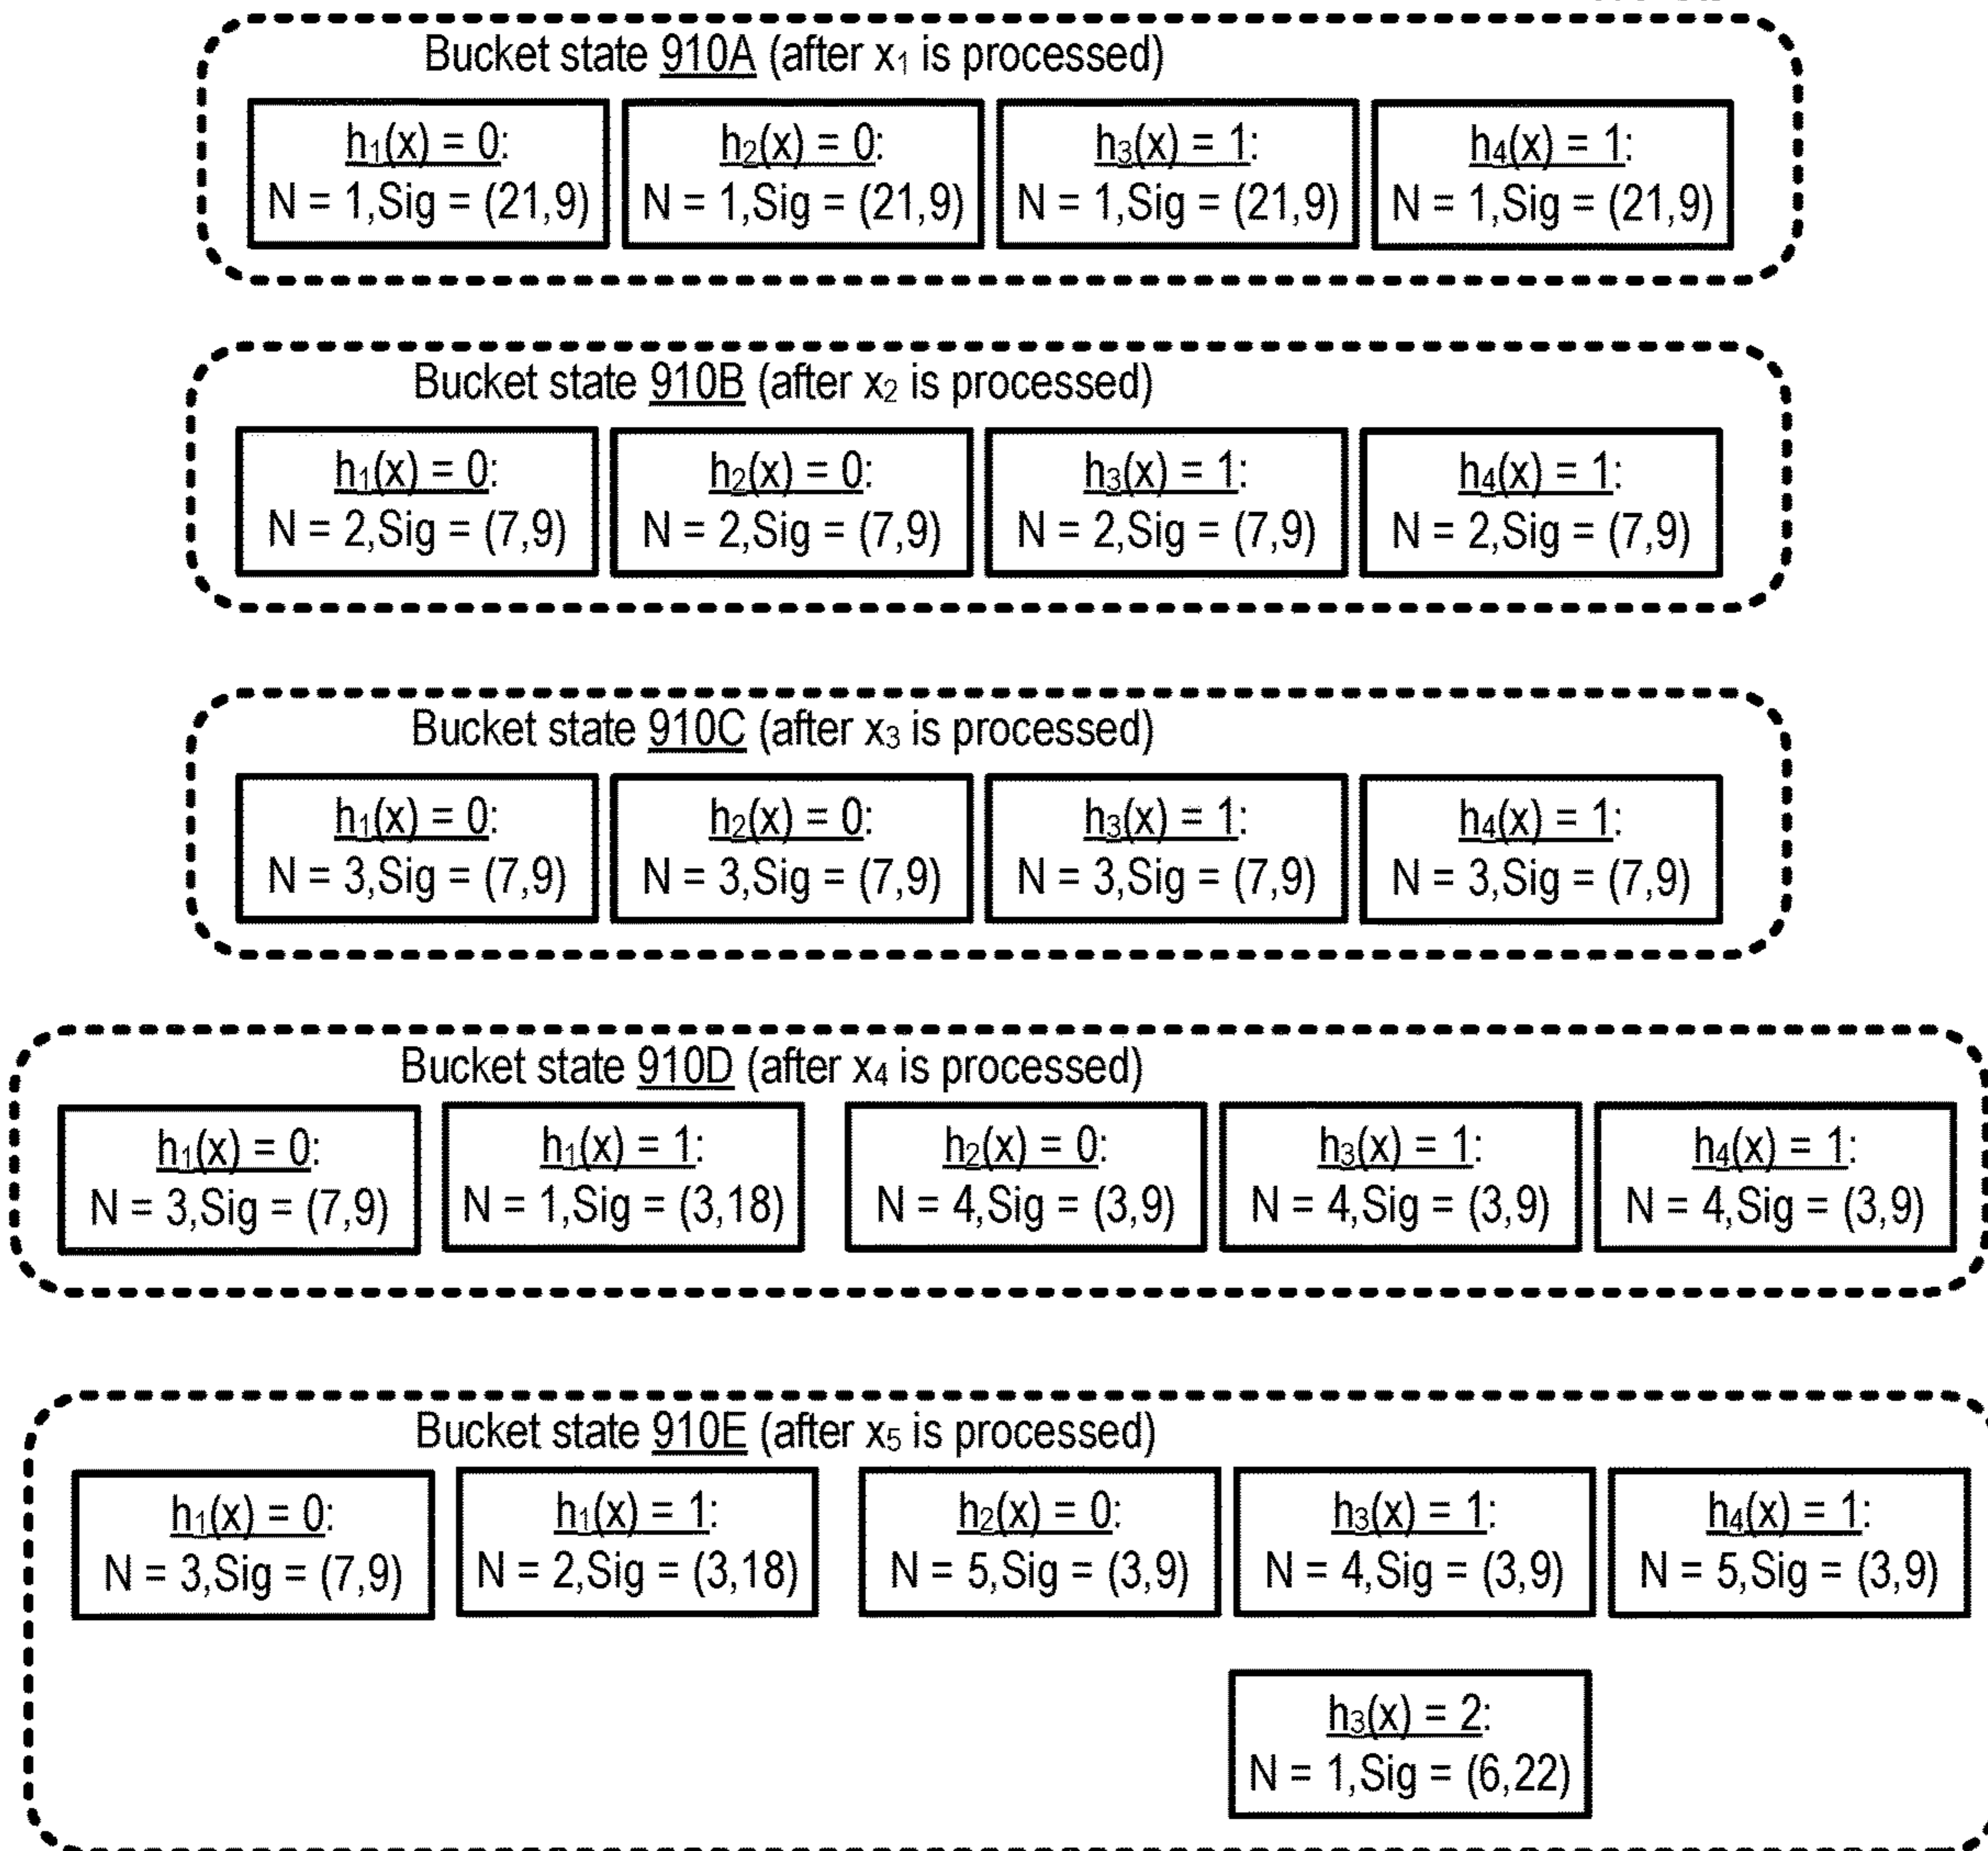 Bucket state 910A (after x₁ is processed)
h₁(x) = 0:
N = 1,Sig = (21,9)
h₂(x) = 0:
N = 1,Sig = (21,9)
h₃(x) = 1:
N = 1,Sig = (21,9)
h₄(x) = 1:
N = 1,Sig = (21,9)
Bucket state 910B (after x₂ is processed)
h₁(x) = 0:
N = 2,Sig = (7,9)
h₂(x) = 0:
N = 2,Sig = (7,9)
h₃(x) = 1:
N = 2,Sig = (7,9)
h₄(x) = 1:
N = 2,Sig = (7,9)
Bucket state 910C (after x₃ is processed)
h₁(x) = 0:
N = 3,Sig = (7,9)
h₂(x) = 0:
N = 3,Sig = (7,9)
h₃(x) = 1:
N = 3,Sig = (7,9)
h₄(x) = 1:
N = 3,Sig = (7,9)
Bucket state 910D (after x₄ is processed)
h₁(x) = 0:
N = 3,Sig = (7,9)
h₁(x) = 1:
N = 1,Sig = (3,18)
h₂(x) = 0:
N = 4,Sig = (3,9)
h₃(x) = 1:
N = 4,Sig = (3,9)
h₄(x) = 1:
N = 4,Sig = (3,9)
Bucket state 910E (after x₅ is processed)
h₁(x) = 0:
N = 3,Sig = (7,9)
h₁(x) = 1:
N = 2,Sig = (3,18)
h₂(x) = 0:
N = 5,Sig = (3,9)
h₃(x) = 1:
N = 4,Sig = (3,9)
h₄(x) = 1:
N = 5,Sig = (3,9)
h₃(x) = 2:
N = 1,Sig = (6,22)